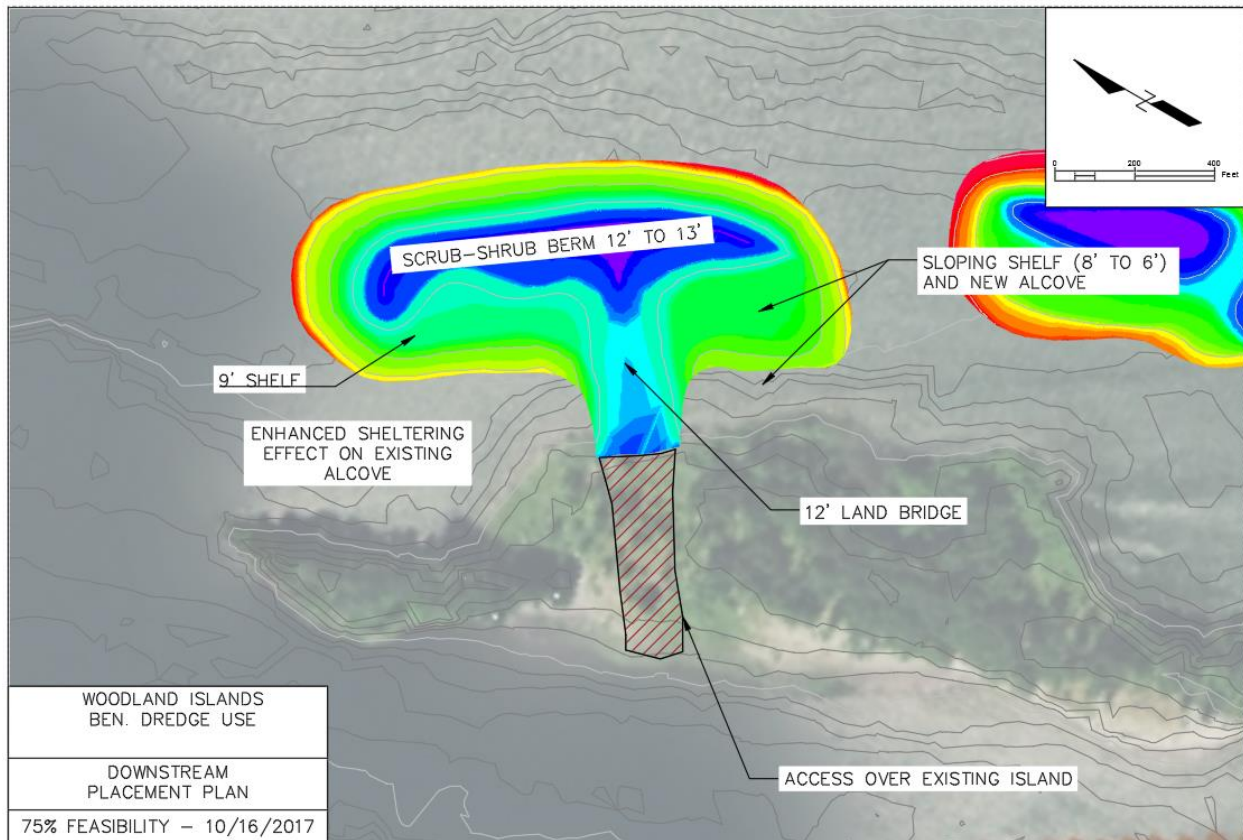 N
0 200 400
Feet
SCRUB-SHRUB BERM 12' TO 13'
SLOPING SHELF (8' TO 6')
AND NEW ALCOVE
9' SHELF
ENHANCED SHELTERING
EFFECT ON EXISTING
ALCOVE
12' LAND BRIDGE
ACCESS OVER EXISTING ISLAND
WOODLAND ISLANDS
BEN. DREDGE USE
DOWNSTREAM
PLACEMENT PLAN
75% FEASIBILITY – 10/16/2017